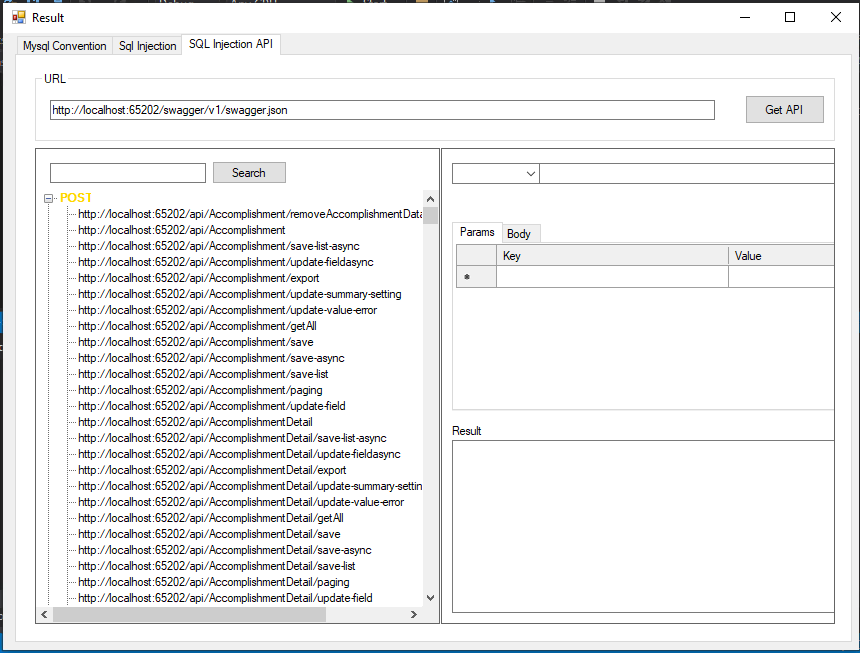 Result
Mysql Convention Sql Injection SQL Injection API
URL
http://localhost:65202/swagger/v1/swagger.json Get API
Search
POST
http://localhost:65202/api/Accomplishment/removeAccomplishmentData
http://localhost:65202/api/Accomplishment
http://localhost:65202/api/Accomplishment/save-list-async
http://localhost:65202/api/Accomplishment/update-fieldasync
http://localhost:65202/api/Accomplishment/export
http://localhost:65202/api/Accomplishment/update-summary-setting
http://localhost:65202/api/Accomplishment/update-value-error
http://localhost:65202/api/Accomplishment/getAll
http://localhost:65202/api/Accomplishment/save
http://localhost:65202/api/Accomplishment/save-async
http://localhost:65202/api/Accomplishment/save-list
http://localhost:65202/api/Accomplishment/paging
http://localhost:65202/api/Accomplishment/update-field
http://localhost:65202/api/AccomplishmentDetail
http://localhost:65202/api/AccomplishmentDetail/save-list-async
http://localhost:65202/api/AccomplishmentDetail/update-fieldasync
http://localhost:65202/api/AccomplishmentDetail/export
http://localhost:65202/api/AccomplishmentDetail/update-summary-settin
http://localhost:65202/api/AccomplishmentDetail/update-value-error
http://localhost:65202/api/AccomplishmentDetail/getAll
http://localhost:65202/api/AccomplishmentDetail/save
http://localhost:65202/api/AccomplishmentDetail/save-async
http://localhost:65202/api/AccomplishmentDetail/save-list
http://localhost:65202/api/AccomplishmentDetail/paging
http://localhost:65202/api/AccomplishmentDetail/update-field
Params Body
Key Value
Result